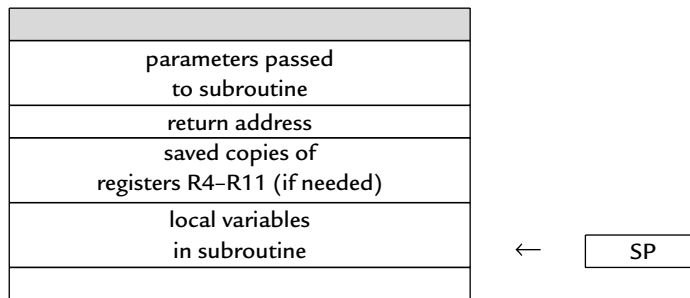 parameters passed
to subroutine
return address
saved copies of
registers R4–R11 (if needed)
local variables
in subroutine
← SP